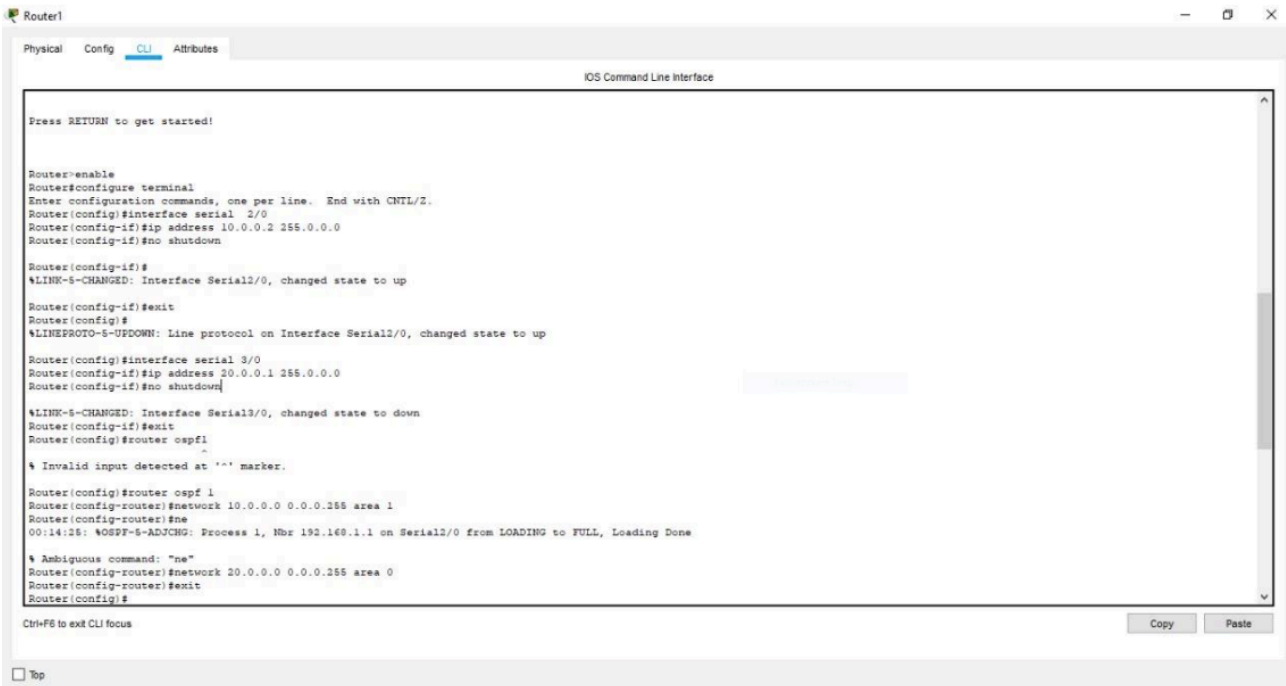 Router1
Physical Config CLI Attributes
IOS Command Line Interface
Press RETURN to get started!
Router>enable
Router#configure terminal
Enter configuration commands, one per line. End with CNTL/Z.
Router(config)#interface serial 2/0
Router(config-if)#ip address 10.0.0.2 255.0.0.0
Router(config-if)#no shutdown
Router(config-if)#
%LINK-5-CHANGED: Interface Serial2/0, changed state to up
Router(config-if)#exit
Router(config)#
%LINEPROTO-5-UPDOWN: Line protocol on Interface Serial2/0, changed state to up
Router(config)#interface serial 3/0
Router(config-if)#ip address 20.0.0.1 255.0.0.0
Router(config-if)#no shutdown
%LINK-5-CHANGED: Interface Serial3/0, changed state to down
Router(config-if)#exit
Router(config)#router ospf1
^
% Invalid input detected at '^' marker.
Router(config)#router ospf 1
Router(config-router)#network 10.0.0.0 0.0.0.255 area 1
Router(config-router)#ne
00:14:25: %OSPF-5-ADJCHG: Process 1, Nbr 192.168.1.1 on Serial2/0 from LOADING to FULL, Loading Done
% Ambiguous command: "ne"
Router(config-router)#network 20.0.0.0 0.0.0.255 area 0
Router(config-router)#exit
Router(config)#
Ctrl+F6 to exit CLI focus
Copy Paste
Top